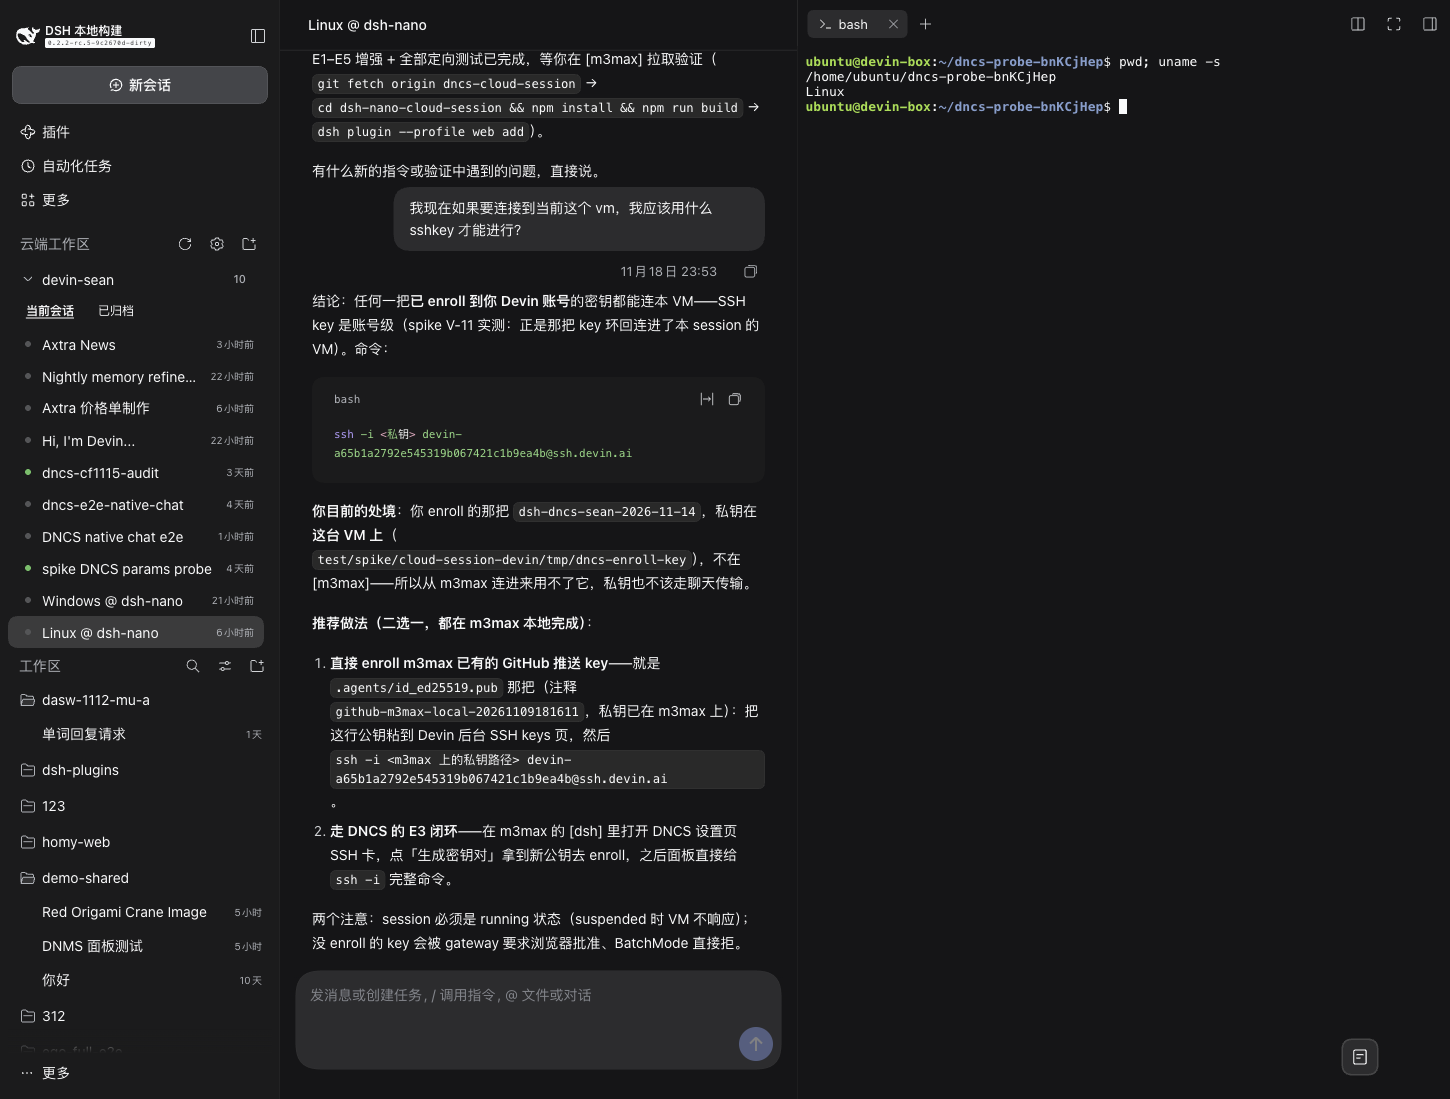 DSH 本地构建
0.2.2-rc.5-9c2670d-dirty
新会话
插件
自动化任务
更多
云端工作区
devin-sean 10
当前会话 已归档
Axtra News 3小时前
Nightly memory refine... 22小时前
Axtra 价格单制作 6小时前
Hi, I'm Devin... 22小时前
dncs-cf1115-audit 3天前
dncs-e2e-native-chat 4天前
DNCS native chat e2e 1小时前
spike DNCS params probe 4天前
Windows @ dsh-nano 21小时前
Linux @ dsh-nano 6小时前
工作区
dasw-1112-mu-a
单词回复请求 1天
dsh-plugins
123
homy-web
demo-shared
Red Origami Crane Image 5小时
DNMS 面板测试 5小时
你好 10天
312
··· 更多
Linux @ dsh-nano
E1–E5 增强 + 全部定向测试已完成，等你在 [m3max] 拉取验证（
git fetch origin dncs-cloud-session →
cd dsh-nano-cloud-session && npm install && npm run build →
dsh plugin --profile web add）。
有什么新的指令或验证中遇到的问题，直接说。
我现在如果要连接到当前这个 vm，我应该用什么
sshkey 才能进行?
11月18日 23:53
结论：任何一把已 enroll 到你 Devin 账号的密钥都能连本 VM——SSH
key 是账号级（spike V-11 实测：正是那把 key 环回连进了本 session 的
VM）。命令：
bash
ssh -i <私钥> devin-
a65b1a2792e545319b067421c1b9ea4b@ssh.devin.ai
你目前的处境：你 enroll 的那把 dsh-dncs-sean-2026-11-14，私钥在
这台 VM 上（
test/spike/cloud-session-devin/tmp/dncs-enroll-key），不在
[m3max]——所以从 m3max 连进来用不了它，私钥也不该走聊天传输。
推荐做法（二选一，都在 m3max 本地完成）：
1. 直接 enroll m3max 已有的 GitHub 推送 key——就是
.agents/id_ed25519.pub 那把（注释
github-m3max-local-20261109181611，私钥已在 m3max 上）：把
这行公钥粘到 Devin 后台 SSH keys 页，然后
ssh -i <m3max 上的私钥路径> devin-
a65b1a2792e545319b067421c1b9ea4b@ssh.devin.ai
。
2. 走 DNCS 的 E3 闭环——在 m3max 的 [dsh] 里打开 DNCS 设置页
SSH 卡，点「生成密钥对」拿到新公钥去 enroll，之后面板直接给
ssh -i 完整命令。
两个注意：session 必须是 running 状态（suspended 时 VM 不响应）；
没 enroll 的 key 会被 gateway 要求浏览器批准、BatchMode 直接拒。
发消息或创建任务, / 调用指令, @ 文件或对话
bash
ubuntu@devin-box:~/dncs-probe-bnKCjHep$ pwd; uname -s
/home/ubuntu/dncs-probe-bnKCjHep
Linux
ubuntu@devin-box:~/dncs-probe-bnKCjHep$